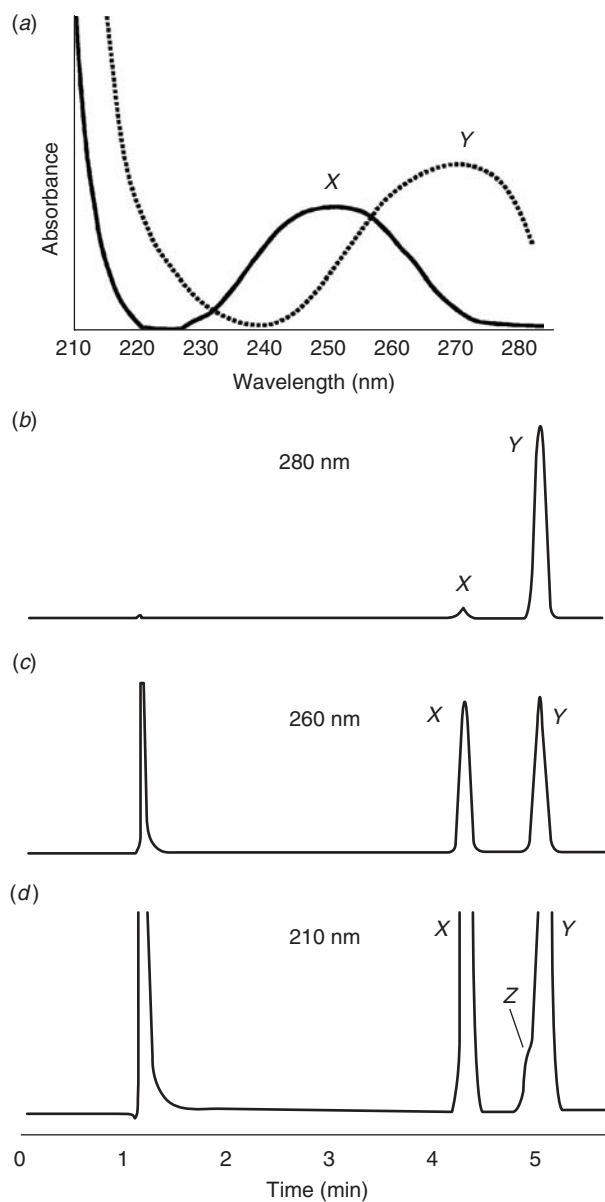 (a)
Absorbance
X
Y
210 220 230 240 250 260 270 280
Wavelength (nm)
(b)
280 nm
X
Y
(c)
260 nm
X
Y
(d)
210 nm
X
Y
Z
0 1 2 3 4 5
Time (min)